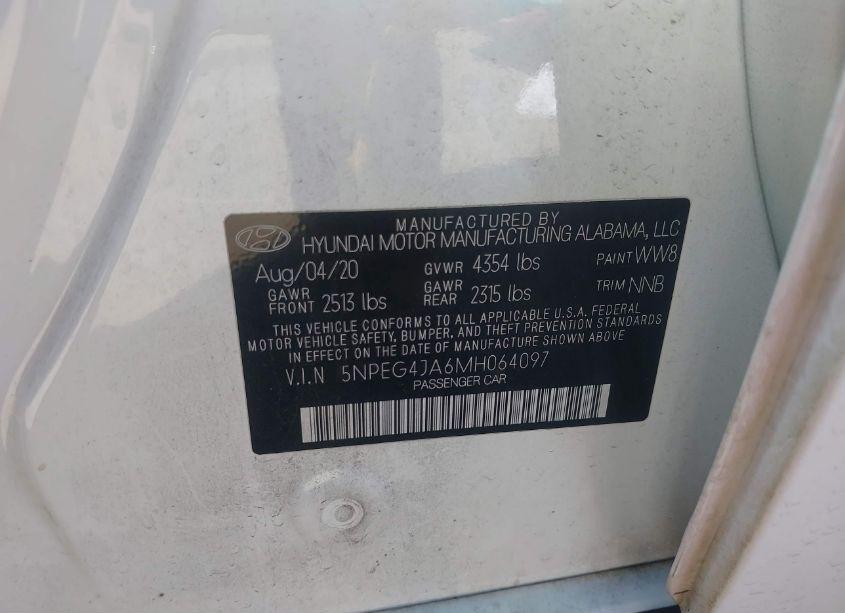 MANUFACTURED BY
HYUNDAI MOTOR MANUFACTURING ALABAMA, LLC
Aug/04/20 GVWR 4354 lbs PAINT WW8
GAWR FRONT 2513 lbs GAWR REAR 2315 lbs TRIM NNB
THIS VEHICLE CONFORMS TO ALL APPLICABLE U.S.A. FEDERAL
MOTOR VEHICLE SAFETY, BUMPER, AND THEFT PREVENTION STANDARDS
IN EFFECT ON THE DATE OF MANUFACTURE SHOWN ABOVE
V.I.N 5NPEG4JA6MH064097
PASSENGER CAR